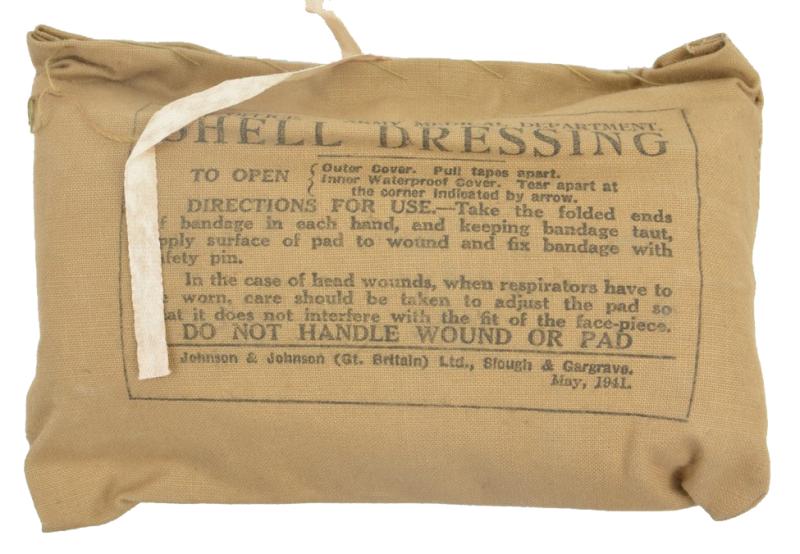 ARMY MEDICAL DEPARTMENT.
SHELL DRESSING
TO OPEN { Outer Cover. Pull tapes apart.
Inner Waterproof Cover. Tear apart at
the corner indicated by arrow.
DIRECTIONS FOR USE.—Take the folded ends
f bandage in each hand, and keeping bandage taut,
pply surface of pad to wound and fix bandage with
afety pin.
In the case of head wounds, when respirators have to
e worn, care should be taken to adjust the pad so
at it does not interfere with the fit of the face-piece.
DO NOT HANDLE WOUND OR PAD
Johnson & Johnson (Gt. Britain) Ltd., Slough & Gargrave.
May, 1941.